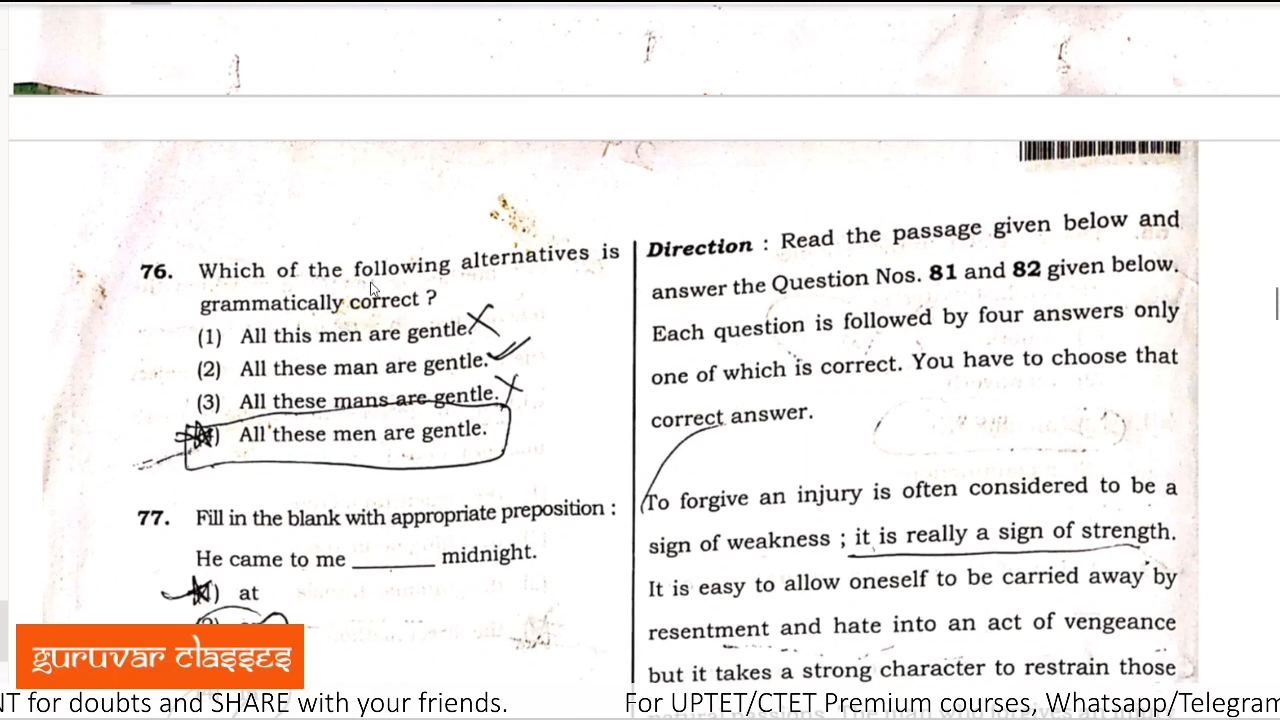 76. Which of the following alternatives is
grammatically correct ?
(1) All this men are gentle.
(2) All these man are gentle.
(3) All these mans are gentle.
All these men are gentle.
77. Fill in the blank with appropriate preposition :
He came to me ______ midnight.
at
Direction : Read the passage given below and
answer the Question Nos. 81 and 82 given below.
Each question is followed by four answers only
one of which is correct. You have to choose that
correct answer.
To forgive an injury is often considered to be a
sign of weakness ; it is really a sign of strength.
It is easy to allow oneself to be carried away by
resentment and hate into an act of vengeance
but it takes a strong character to restrain those
guruvar classes
NT for doubts and SHARE with your friends.
For UPTET/CTET Premium courses, Whatsapp/Telegram